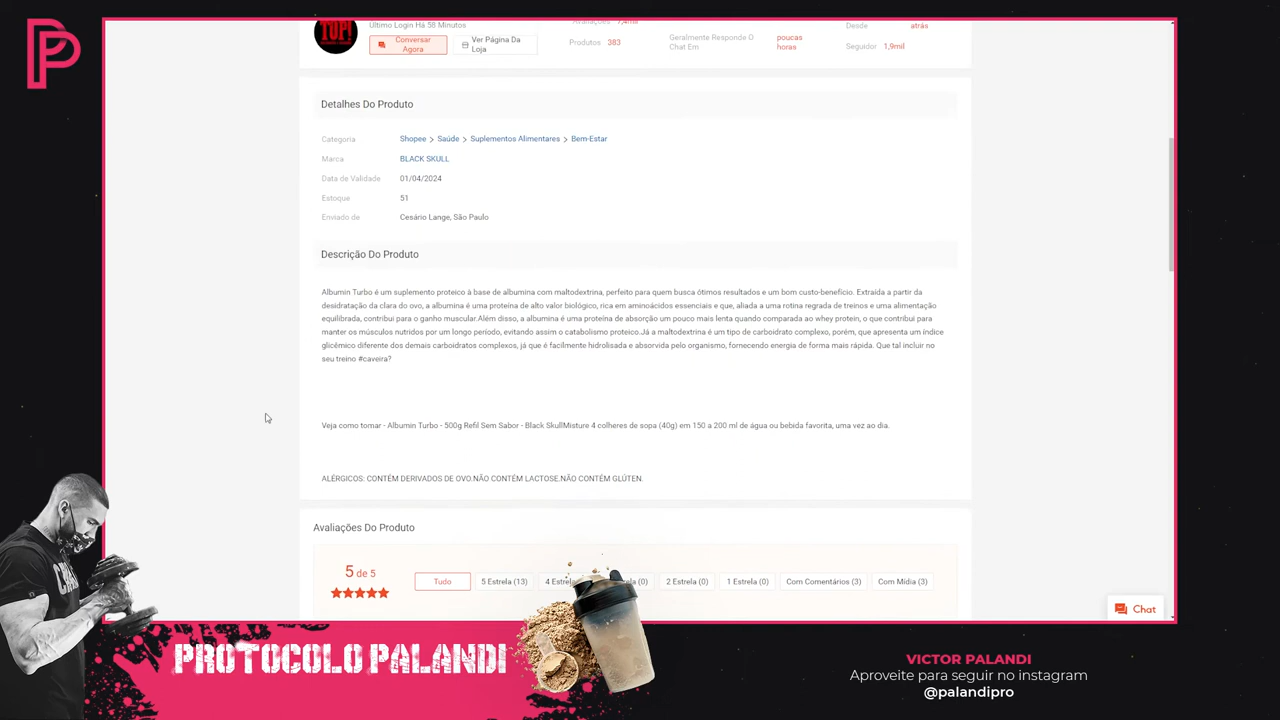 TOP!
Último Login Há 58 Minutos
Conversar Agora
Ver Página Da Loja
Avaliações 7,4mil
Produtos 383
Geralmente Responde O Chat Em
poucas horas
Desde atrás
Seguidor 1,9mil
Detalhes Do Produto
Categoria Shopee > Saúde > Suplementos Alimentares > Bem-Estar
Marca BLACK SKULL
Data de Validade 01/04/2024
Estoque 51
Enviado de Cesário Lange, São Paulo
Descrição Do Produto
Albumin Turbo é um suplemento proteico à base de albumina com maltodextrina, perfeito para quem busca ótimos resultados e um bom custo-benefício. Extraída a partir da
desidratação da clara do ovo, a albumina é uma proteína de alto valor biológico, rica em aminoácidos essenciais e que, aliada a uma rotina regrada de treinos e uma alimentação
equilibrada, contribui para o ganho muscular.Além disso, a albumina é uma proteína de absorção um pouco mais lenta quando comparada ao whey protein, o que contribui para
manter os músculos nutridos por um longo período, evitando assim o catabolismo proteico.Já a maltodextrina é um tipo de carboidrato complexo, porém, que apresenta um índice
glicêmico diferente dos demais carboidratos complexos, já que é facilmente hidrolisada e absorvida pelo organismo, fornecendo energia de forma mais rápida. Que tal incluir no
seu treino #caveira?
Veja como tomar - Albumin Turbo - 500g Refil Sem Sabor - Black SkullMisture 4 colheres de sopa (40g) em 150 a 200 ml de água ou bebida favorita, uma vez ao dia.
ALÉRGICOS: CONTÉM DERIVADOS DE OVO.NÃO CONTÉM LACTOSE.NÃO CONTÉM GLÚTEN.
Avaliações Do Produto
5 de 5
Tudo
5 Estrela (13)
4 Estrela
(0)
2 Estrela (0)
1 Estrela (0)
Com Comentários (3)
Com Mídia (3)
Chat
PROTOCOLO PALANDI
VICTOR PALANDI
Aproveite para seguir no instagram
@palandipro